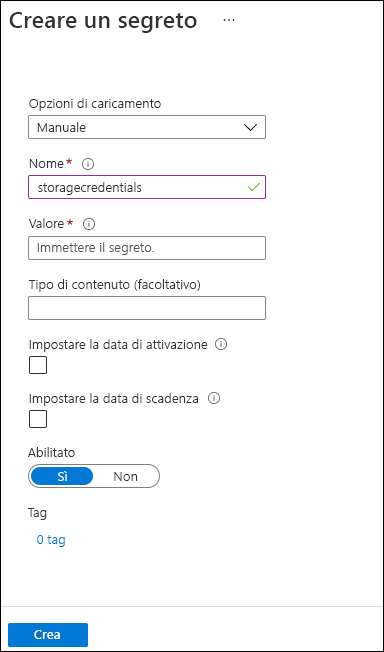 Creare un segreto ...
Opzioni di caricamento
Manuale
Nome*
storagecredentials
Valore*
Immettere il segreto.
Tipo di contenuto (facoltativo)
Impostare la data di attivazione
Impostare la data di scadenza
Abilitato
Sì Non
Tag
0 tag
Crea